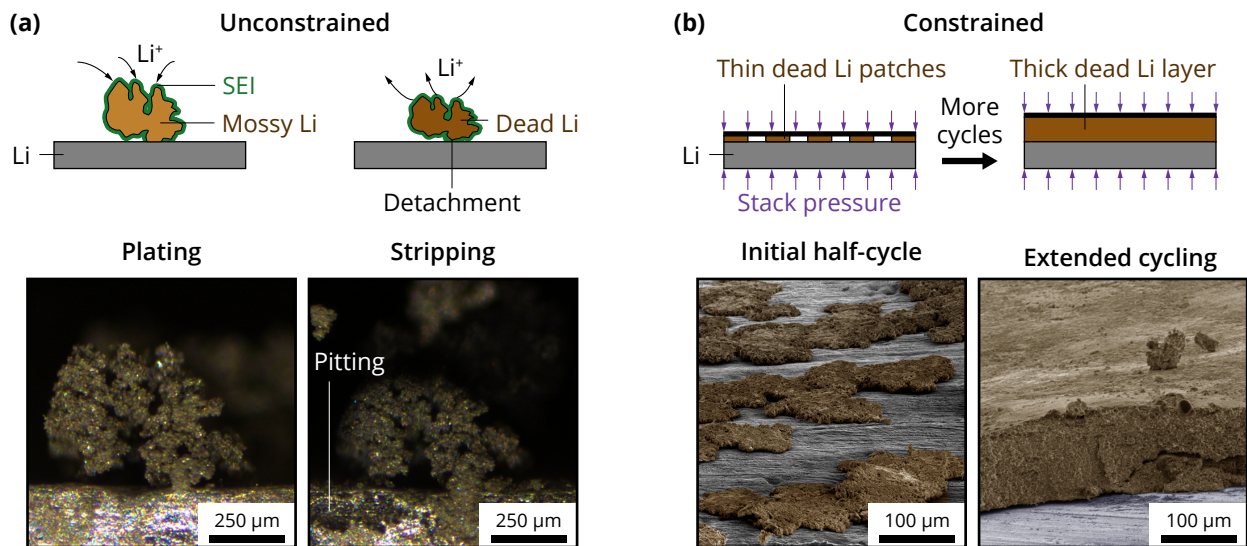 (a)
Unconstrained
Li⁺
SEI
Mossy Li
Li
Li⁺
Dead Li
Detachment
Plating
Stripping
250 µm
Pitting
250 µm
(b)
Constrained
Thin dead Li patches
Thick dead Li layer
More
cycles
Li
Stack pressure
Initial half-cycle
Extended cycling
100 µm
100 µm